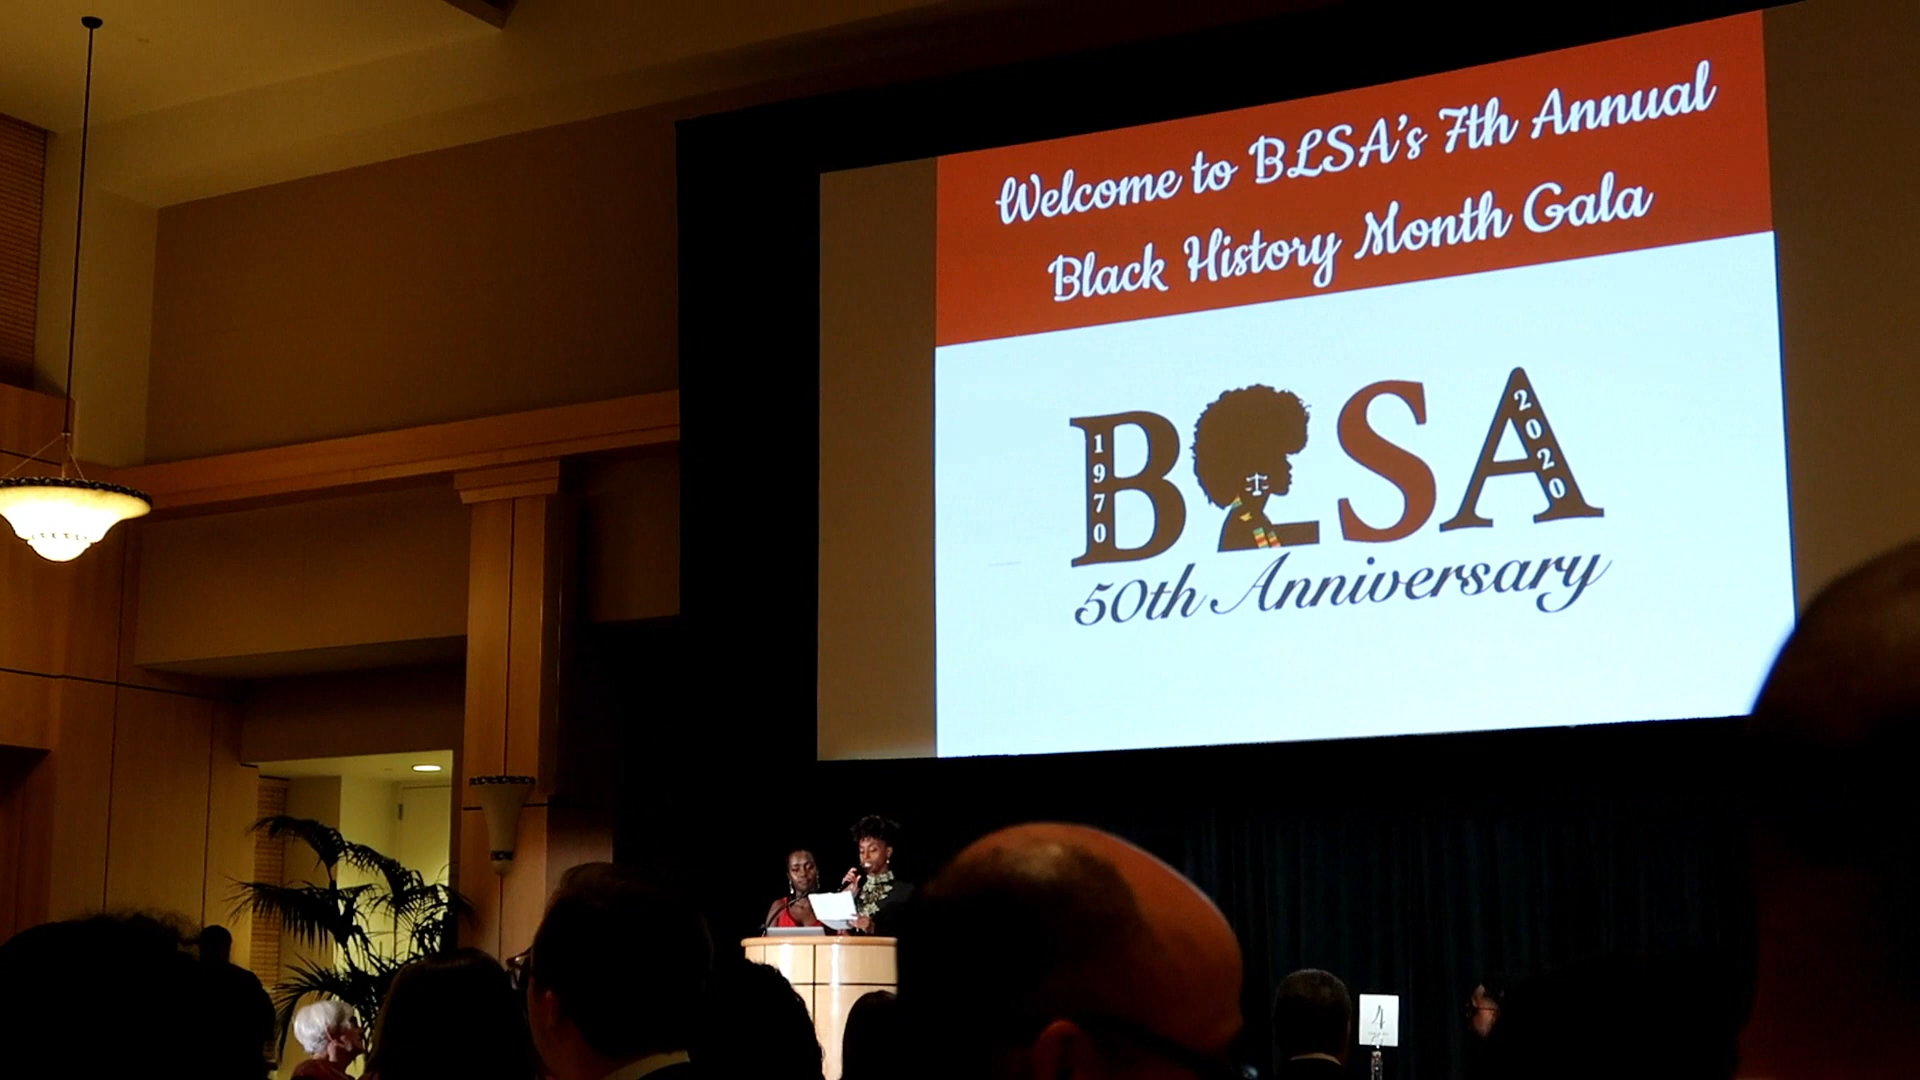 Welcome to BLSA's 7th Annual
Black History Month Gala
BLSA
1970
2020
50th Anniversary
4